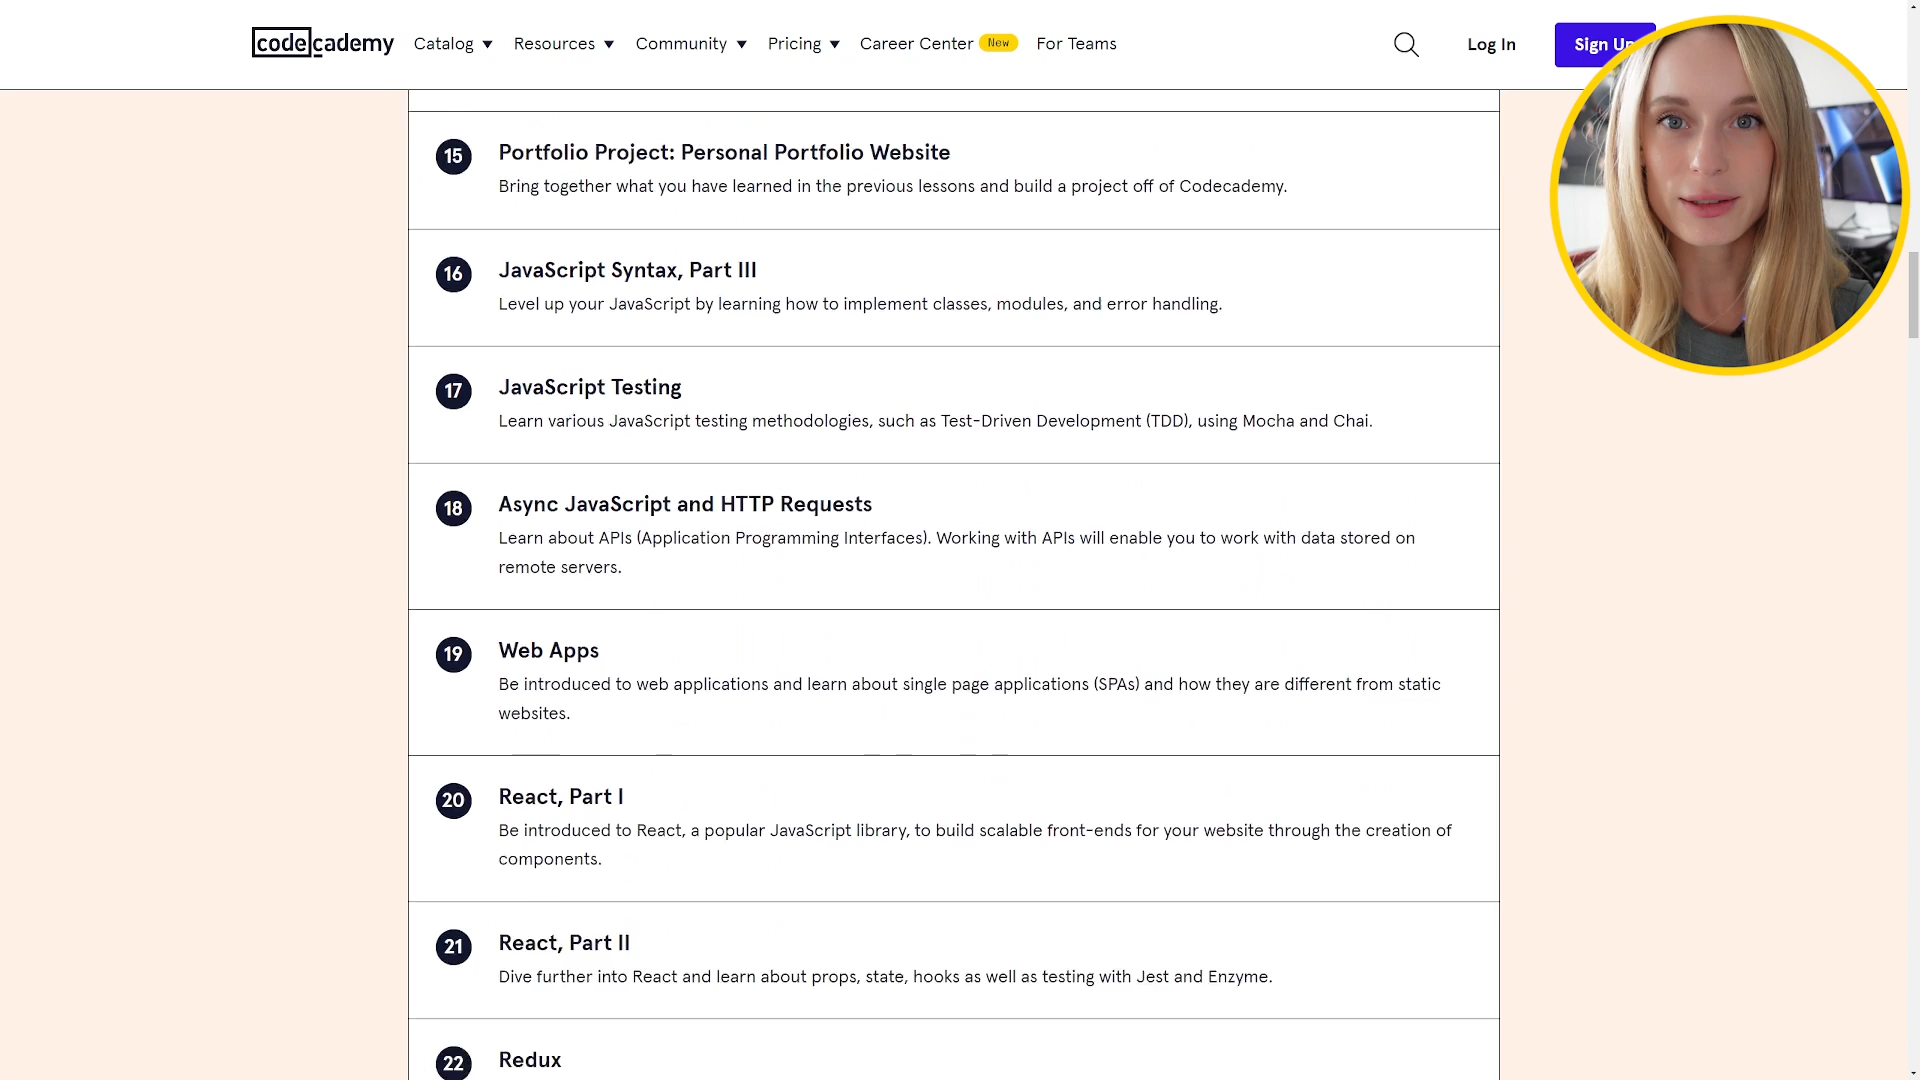 codecademy Catalog Resources Community Pricing Career Center New For Teams Log In Sign Up
15 Portfolio Project: Personal Portfolio Website
Bring together what you have learned in the previous lessons and build a project off of Codecademy.
16 JavaScript Syntax, Part III
Level up your JavaScript by learning how to implement classes, modules, and error handling.
17 JavaScript Testing
Learn various JavaScript testing methodologies, such as Test-Driven Development (TDD), using Mocha and Chai.
18 Async JavaScript and HTTP Requests
Learn about APIs (Application Programming Interfaces). Working with APIs will enable you to work with data stored on
remote servers.
19 Web Apps
Be introduced to web applications and learn about single page applications (SPAs) and how they are different from static
websites.
20 React, Part I
Be introduced to React, a popular JavaScript library, to build scalable front-ends for your website through the creation of
components.
21 React, Part II
Dive further into React and learn about props, state, hooks as well as testing with Jest and Enzyme.
22 Redux